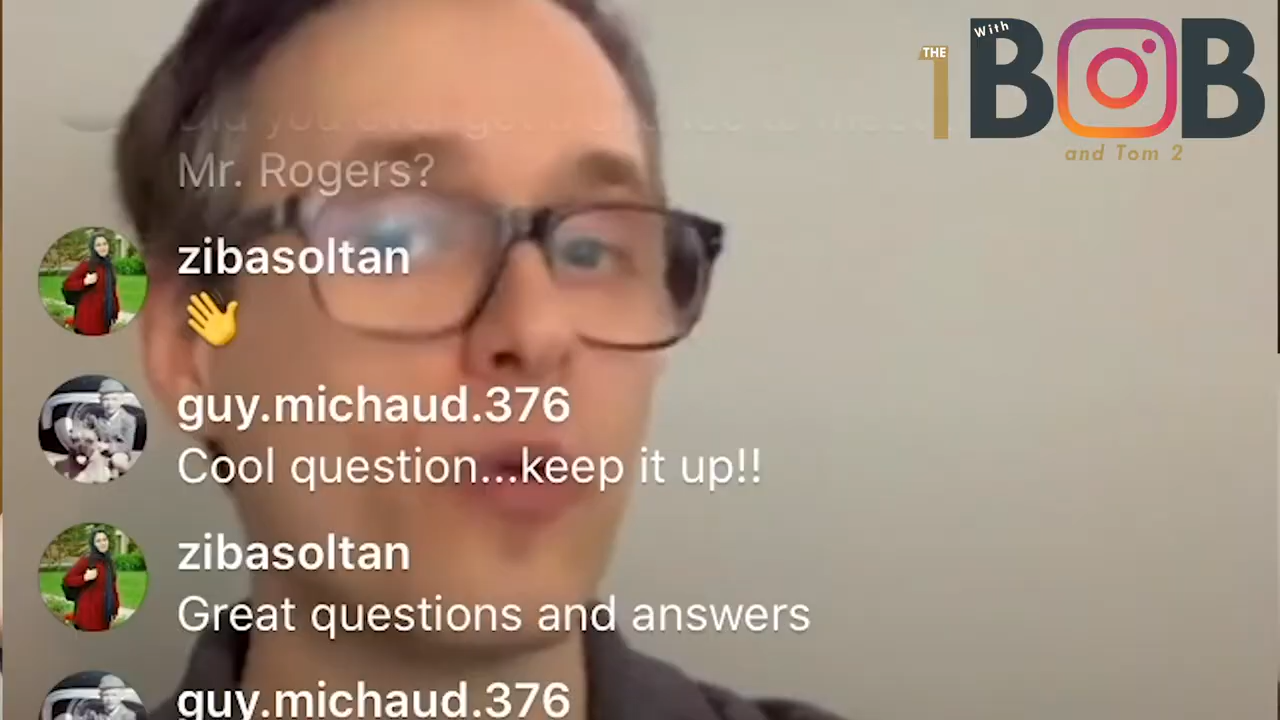 THE 1 With BOB
and Tom 2
Mr. Rogers?
zibasoltan
👋
guy.michaud.376
Cool question...keep it up!!
zibasoltan
Great questions and answers
guy.michaud.376